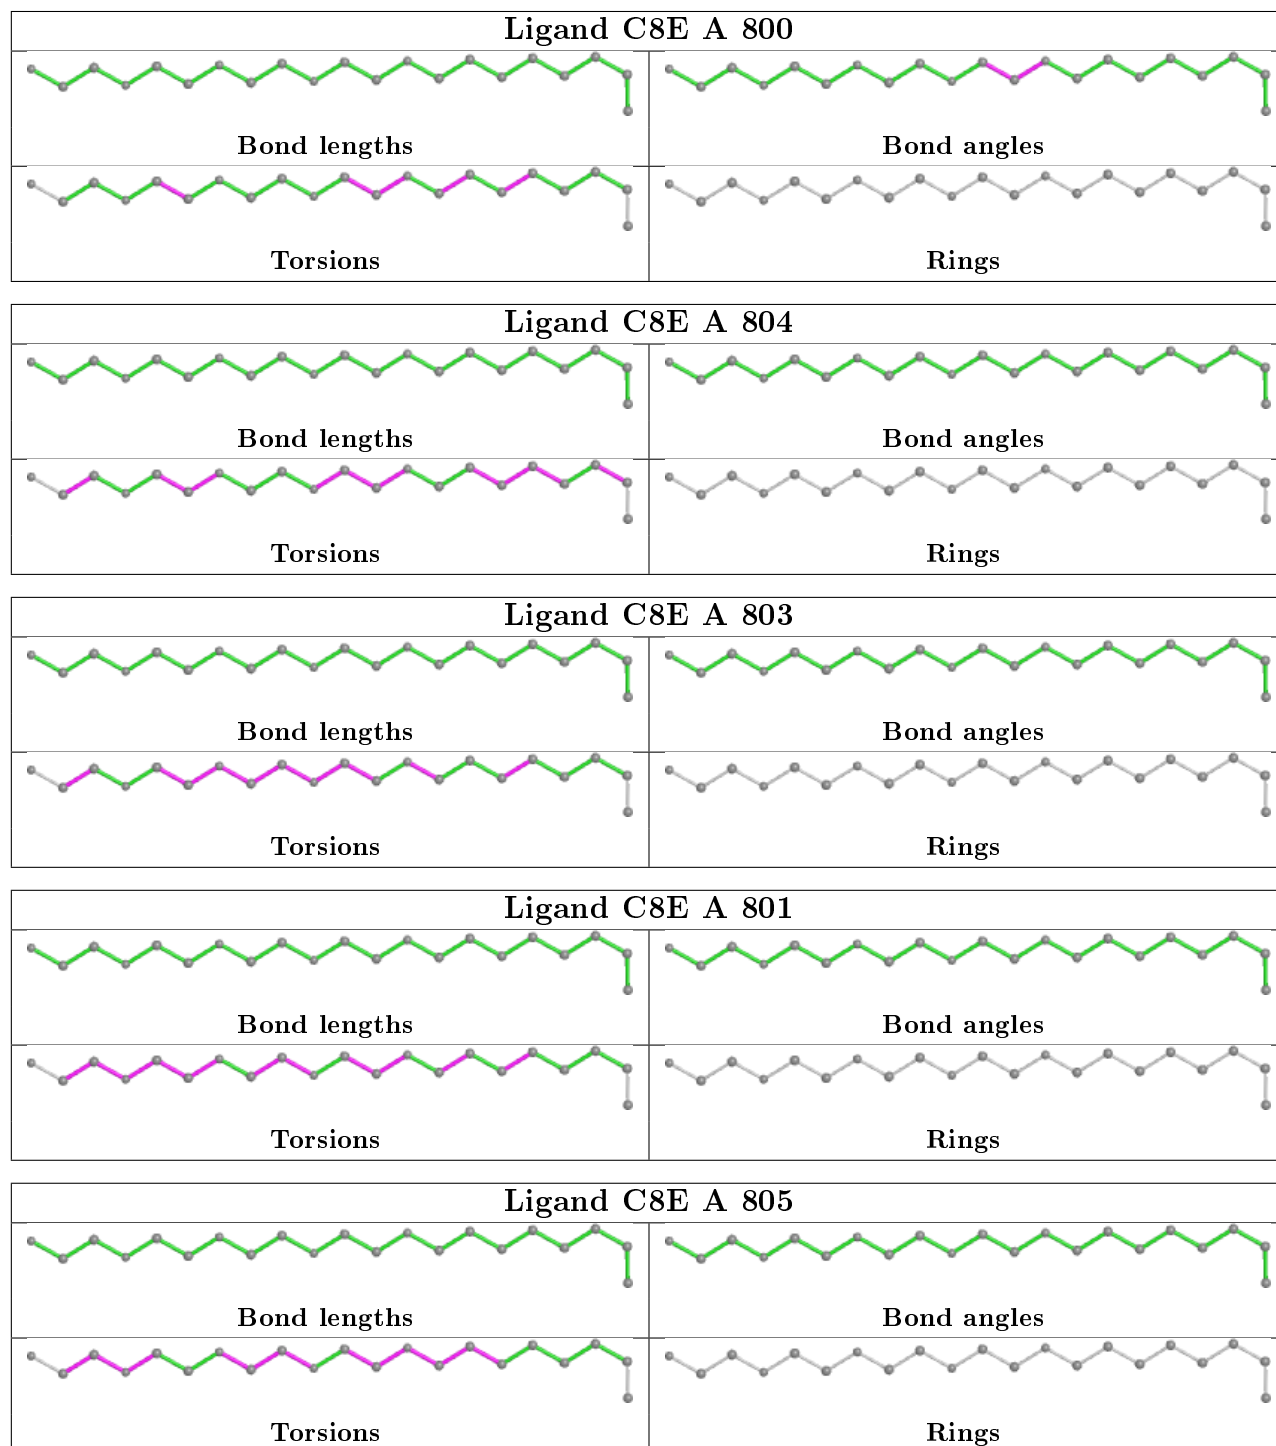 Ligand C8E A 800
Bond lengths
Bond angles
Torsions
Rings
Ligand C8E A 804
Bond lengths
Bond angles
Torsions
Rings
Ligand C8E A 803
Bond lengths
Bond angles
Torsions
Rings
Ligand C8E A 801
Bond lengths
Bond angles
Torsions
Rings
Ligand C8E A 805
Bond lengths
Bond angles
Torsions
Rings